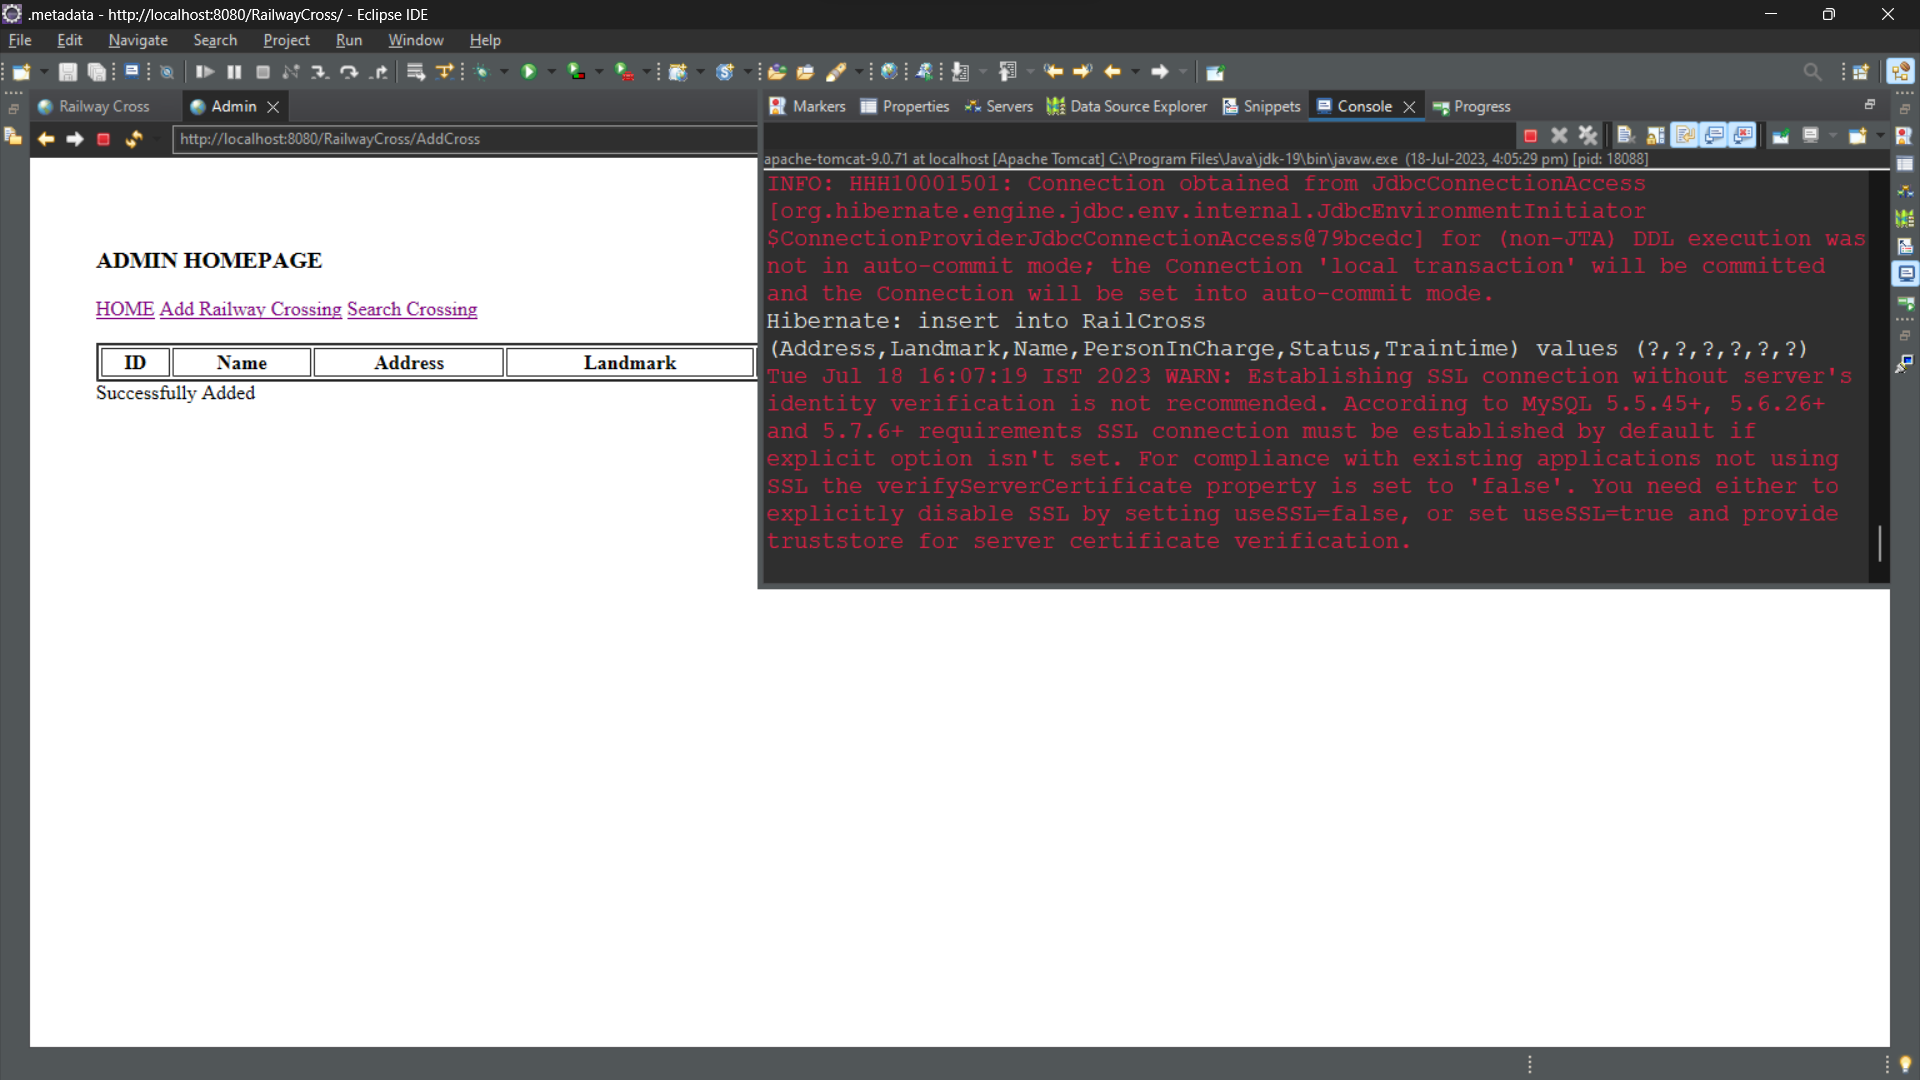 .metadata - http://localhost:8080/RailwayCross/ - Eclipse IDE
File Edit Navigate Search Project Run Window Help
Railway Cross Admin
http://localhost:8080/RailwayCross/AddCross
ADMIN HOMEPAGE
HOME Add Railway Crossing Search Crossing
ID Name Address Landmark
Successfully Added
Markers Properties Servers Data Source Explorer Snippets Console Progress
apache-tomcat-9.0.71 at localhost [Apache Tomcat] C:\Program Files\Java\jdk-19\bin\javaw.exe (18-Jul-2023, 4:05:29 pm) [pid: 18088]
INFO: HHH10001501: Connection obtained from JdbcConnectionAccess
[org.hibernate.engine.jdbc.env.internal.JdbcEnvironmentInitiator
$ConnectionProviderJdbcConnectionAccess@79bcedc] for (non-JTA) DDL execution was
not in auto-commit mode; the Connection 'local transaction' will be committed
and the Connection will be set into auto-commit mode.
Hibernate: insert into RailCross
(Address,Landmark,Name,PersonInCharge,Status,Traintime) values (?,?,?,?,?,?)
Tue Jul 18 16:07:19 IST 2023 WARN: Establishing SSL connection without server's
identity verification is not recommended. According to MySQL 5.5.45+, 5.6.26+
and 5.7.6+ requirements SSL connection must be established by default if
explicit option isn't set. For compliance with existing applications not using
SSL the verifyServerCertificate property is set to 'false'. You need either to
explicitly disable SSL by setting useSSL=false, or set useSSL=true and provide
truststore for server certificate verification.